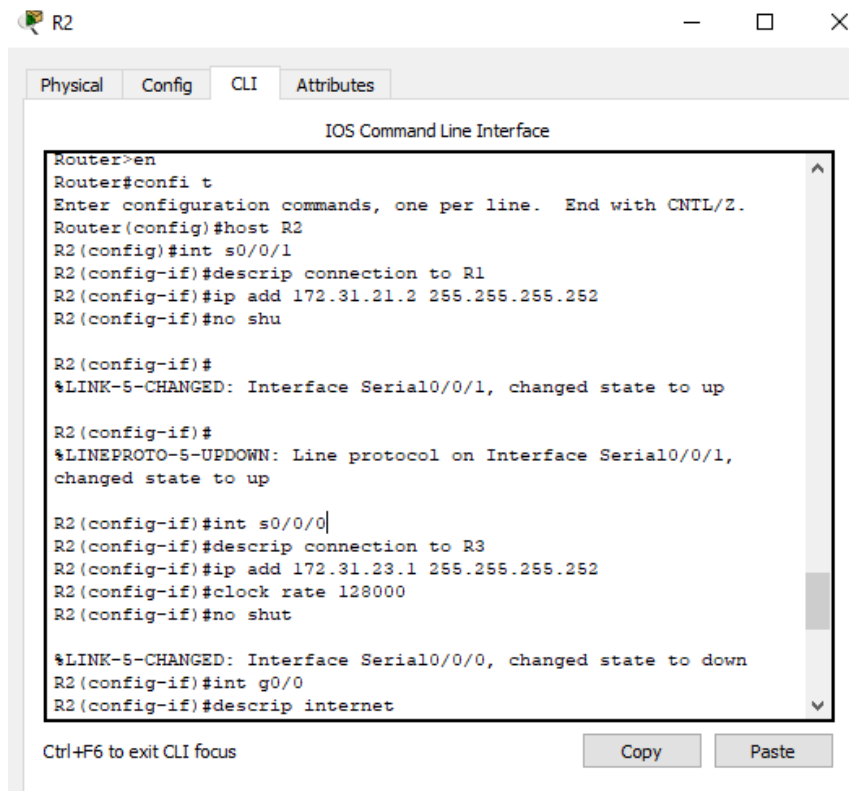 R2
Physical Config CLI Attributes
IOS Command Line Interface
Router>en
Router#confi t
Enter configuration commands, one per line.  End with CNTL/Z.
Router(config)#host R2
R2(config)#int s0/0/1
R2(config-if)#descrip connection to R1
R2(config-if)#ip add 172.31.21.2 255.255.255.252
R2(config-if)#no shu
R2(config-if)#
%LINK-5-CHANGED: Interface Serial0/0/1, changed state to up
R2(config-if)#
%LINEPROTO-5-UPDOWN: Line protocol on Interface Serial0/0/1,
changed state to up
R2(config-if)#int s0/0/0
R2(config-if)#descrip connection to R3
R2(config-if)#ip add 172.31.23.1 255.255.255.252
R2(config-if)#clock rate 128000
R2(config-if)#no shut
%LINK-5-CHANGED: Interface Serial0/0/0, changed state to down
R2(config-if)#int g0/0
R2(config-if)#descrip internet
Ctrl+F6 to exit CLI focus Copy Paste